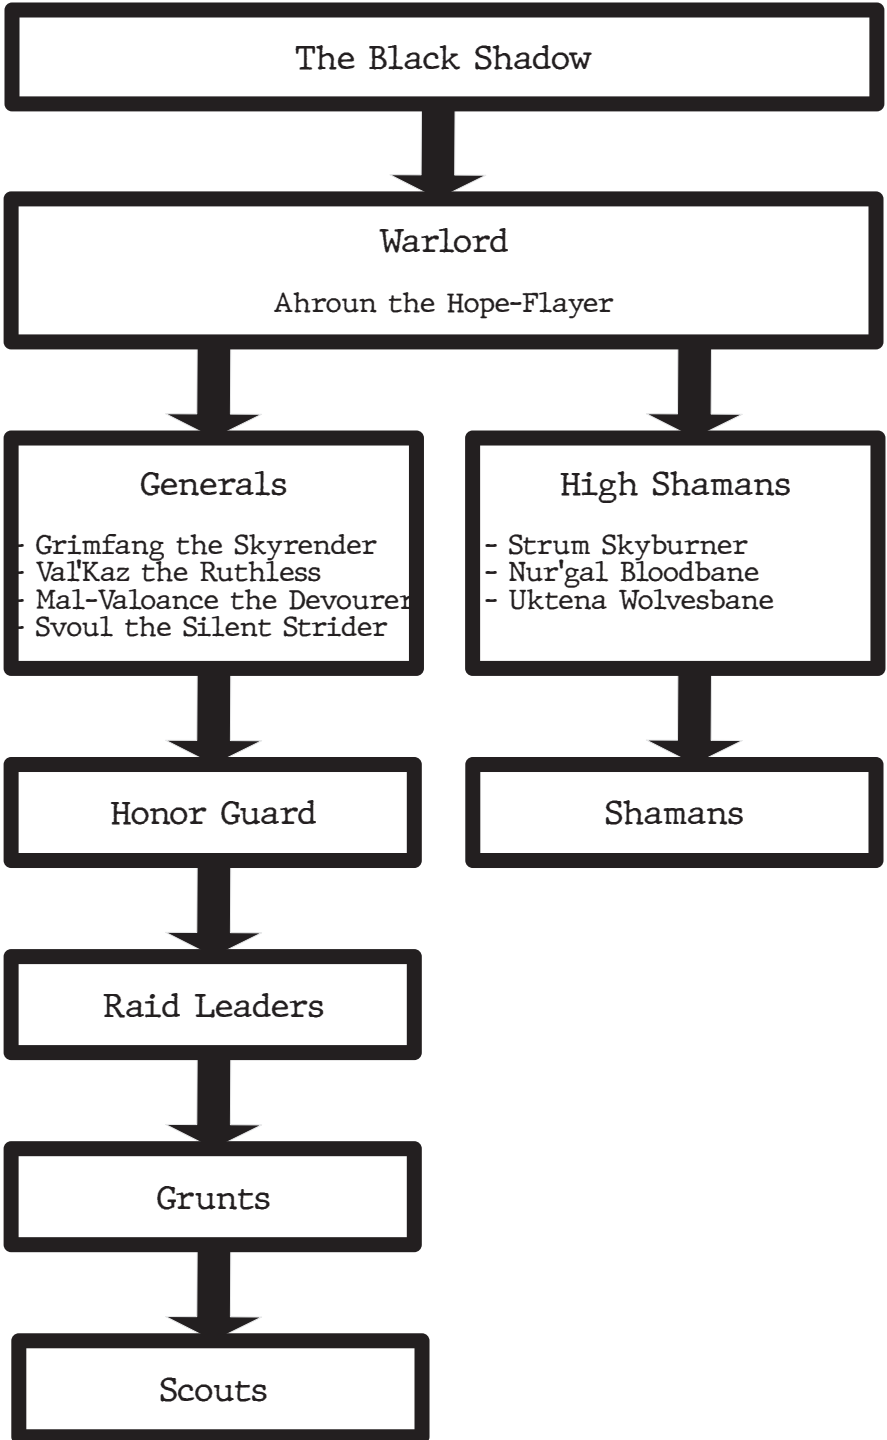 The Black Shadow
Warlord
Ahroun the Hope-Flayer
Generals
- Grimfang the Skyrender
- Val'Kaz the Ruthless
- Mal-Valoance the Devourer
- Svoul the Silent Strider
High Shamans
- Strum Skyburner
- Nur'gal Bloodbane
- Uktena Wolvesbane
Honor Guard
Shamans
Raid Leaders
Grunts
Scouts